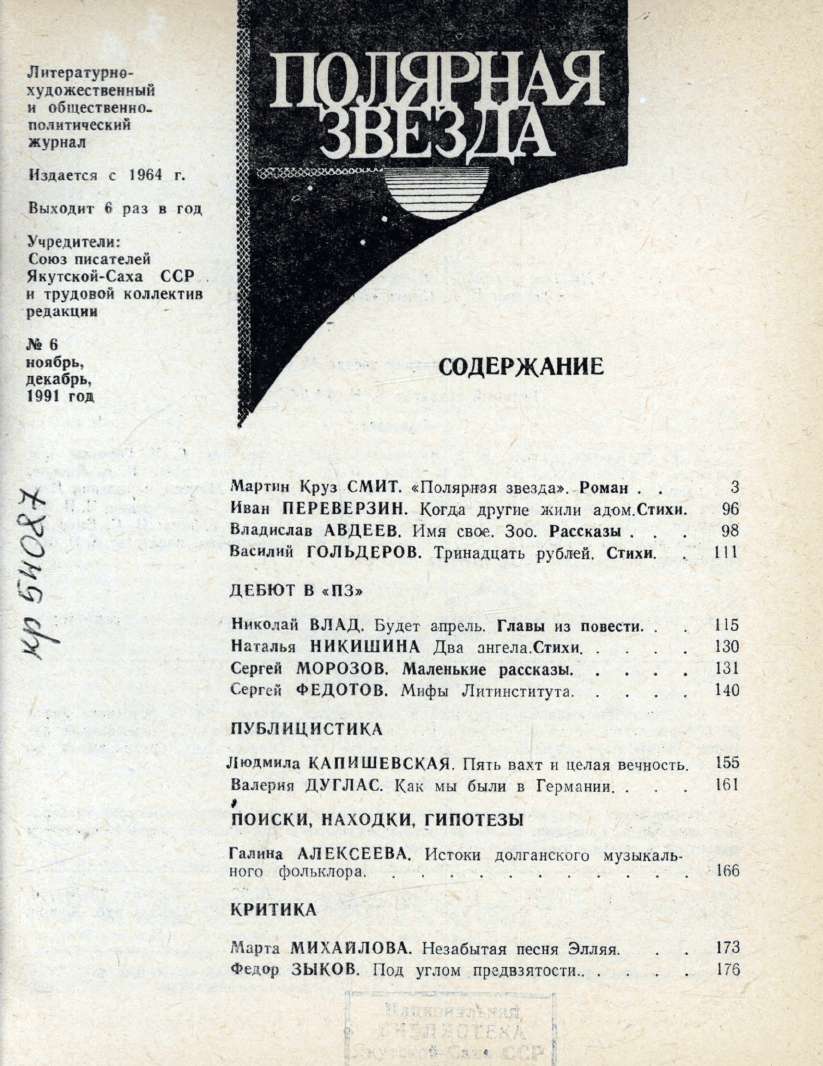 Литературно-
художественный
и общественно-
политический
журнал
Издается с 1964 г.
Выходит 6 раз в год
Учредители:
Союз писателей
Якутской-Саха ССР
и трудовой коллектив
редакции
№ 6
ноябрь,
декабрь,
1991 год
кр 54087
ПОЛЯРНАЯ
ЗВЕЗДА
СОДЕРЖАНИЕ
Мартин Круз СМИТ. «Полярная звезда». Роман . . 3
Иван ПЕРЕВЕРЗИН. Когда другие жили адом.Стихи. 96
Владислав АВДЕЕВ. Имя свое. Зоо. Рассказы . . . 98
Василий ГОЛЬДЕРОВ. Тринадцать рублей. Стихи. . 111
ДЕБЮТ В «ПЗ»
Николай ВЛАД. Будет апрель. Главы из повести. . . 115
Наталья НИКИШИНА Два ангела.Стихи. . . . . 130
Сергей МОРОЗОВ. Маленькие рассказы. . . . . 131
Сергей ФЕДОТОВ. Мифы Литинститута. . . . . 140
ПУБЛИЦИСТИКА
Людмила КАПИШЕВСКАЯ. Пять вахт и целая вечность. 155
Валерия ДУГЛАС. Как мы были в Германии. . . . 161
ПОИСКИ, НАХОДКИ, ГИПОТЕЗЫ
Галина АЛЕКСЕЕВА. Истоки долганского музыкаль-
ного фольклора. . . . . . . . . . . . 166
КРИТИКА
Марта МИХАЙЛОВА. Незабытая песня Элляя. . . 173
Федор ЗЫКОВ. Под углом предвзятости.. . . . . 176
Национальная
БИБЛИОТЕКА
Якутской-Саха ССР